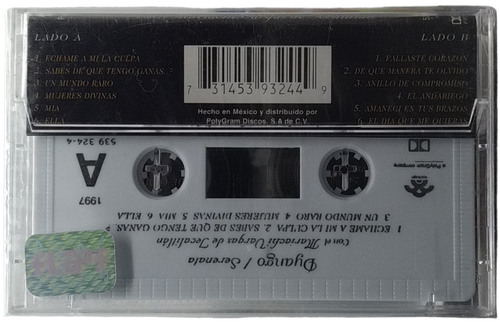 LADO A
1. ECHAME A MI LA CULPA
2. SABES DE QUE TENGO GANAS..?
3. UN MUNDO RARO
4. MUJERES DIVINAS
5. MIA
6. ELLA
7 31453 93244 9
Hecho en México y distribuido por
PolyGram Discos, S.A de C.V.
LADO B
1. FALLASTE CORAZON
2. DE QUE MANERA TE OLVIDO
3. ANILLO DE COMPROMISO
4. EL ANDARIEGO
5. AMANECI EN TUS BRAZOS
6. EL DIA QUE ME QUIERAS
Dyango / Serenata
Con el Mariachi Vargas de Tecalitlán
1. ECHAME A MI LA CULPA 2. SABES DE QUE TENGO GANAS..?
3. UN MUNDO RARO 4. MUJERES DIVINAS 5. MIA 6. ELLA
1997
A
539 324-4
a PolyGram company